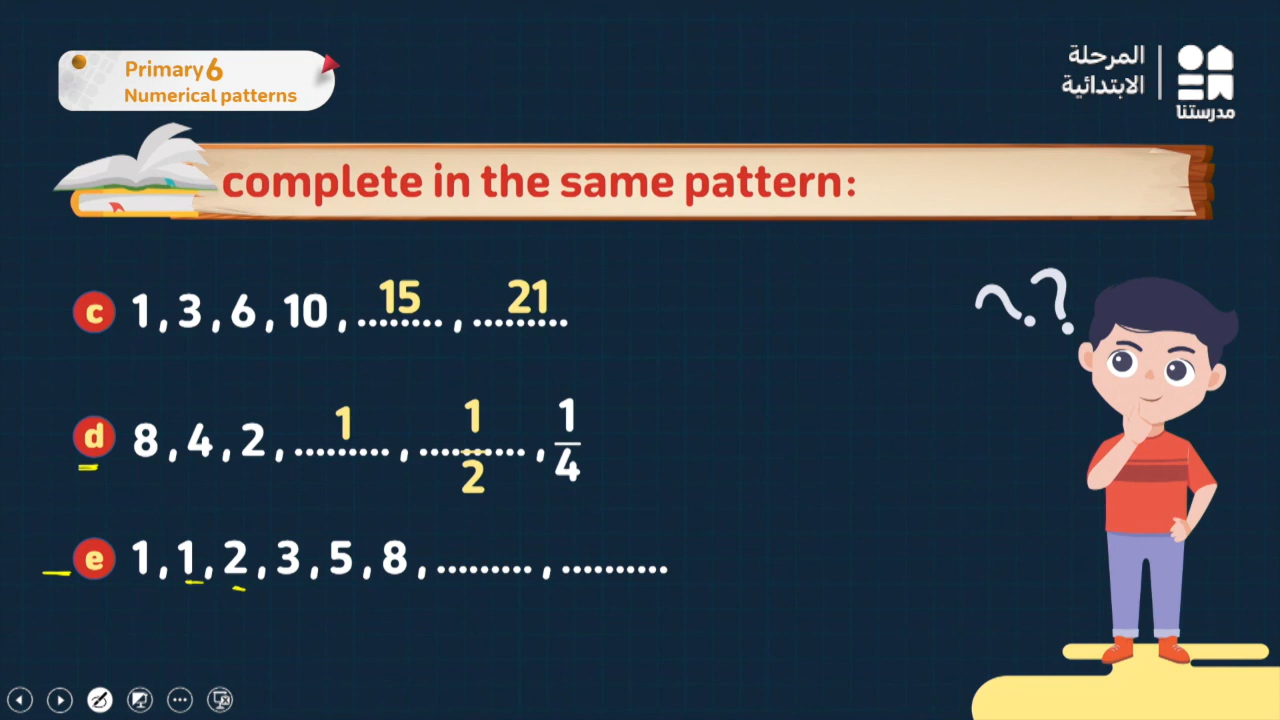 Primary 6
Numerical patterns
المرحلة
الابتدائية
مدرستنا
complete in the same pattern:
c 1 , 3 , 6 , 10 , ...15... , ...21...
d 8 , 4 , 2 , ...1... , ...1/2... , 1/4
e 1 , 1 , 2 , 3 , 5 , 8 , ......... , ..........